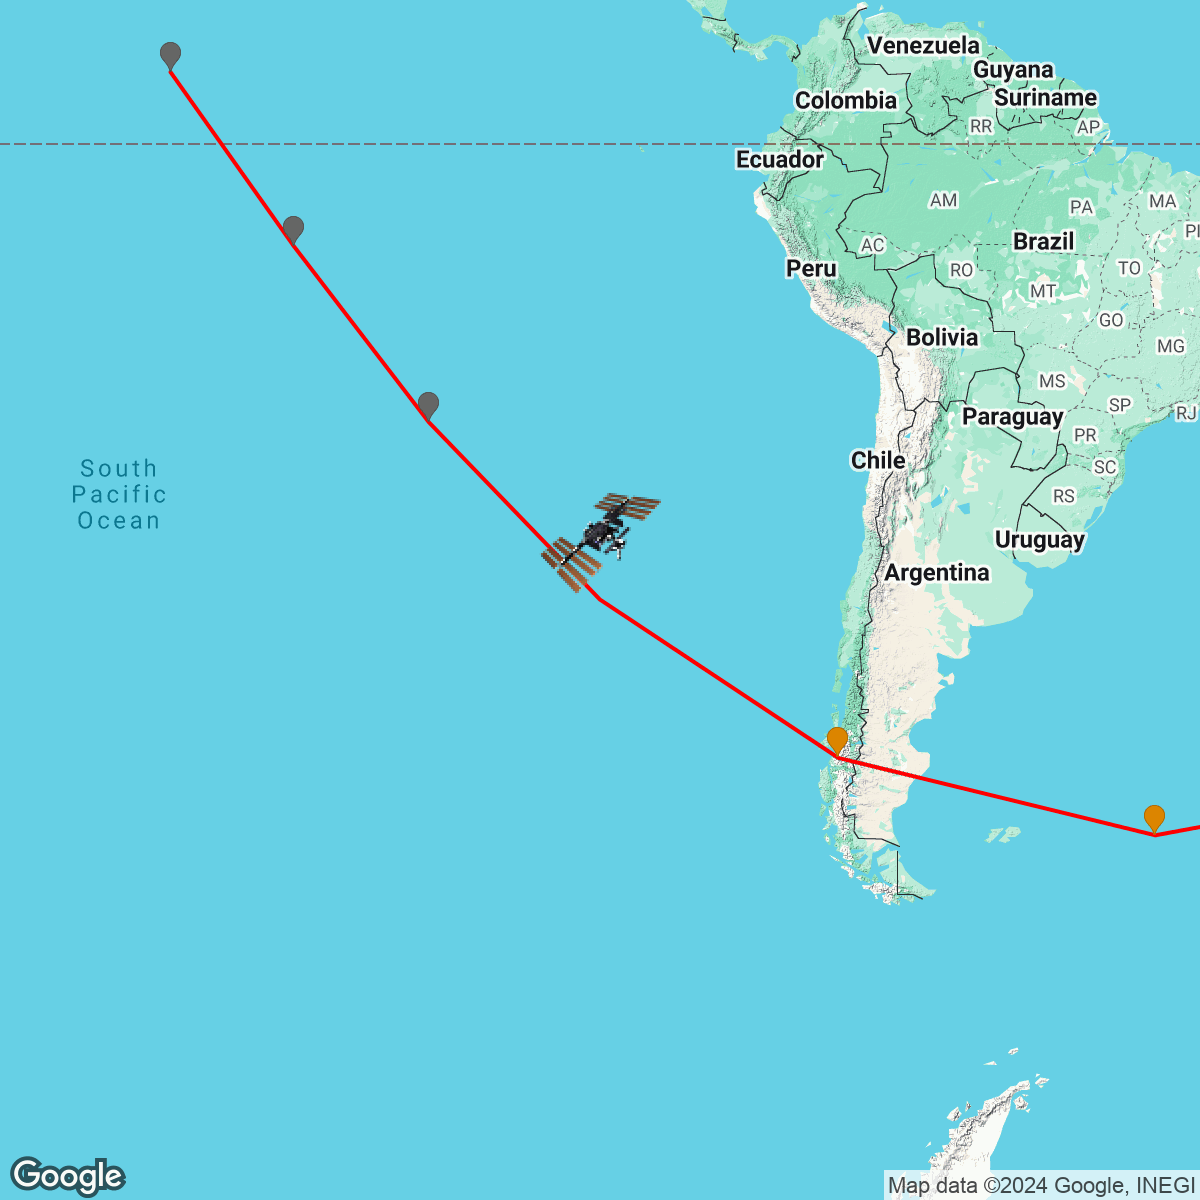 Venezuela
Guyana
Colombia
Suriname
RR
AP
Ecuador
AM
PA
MA
PI
AC
Brazil
Peru
RO
TO
MT
GO
Bolivia
MG
MS
Paraguay
SP
RJ
PR
Chile
SC
South
Pacific
Ocean
RS
Uruguay
Argentina
Google
Map data ©2024 Google, INEGI